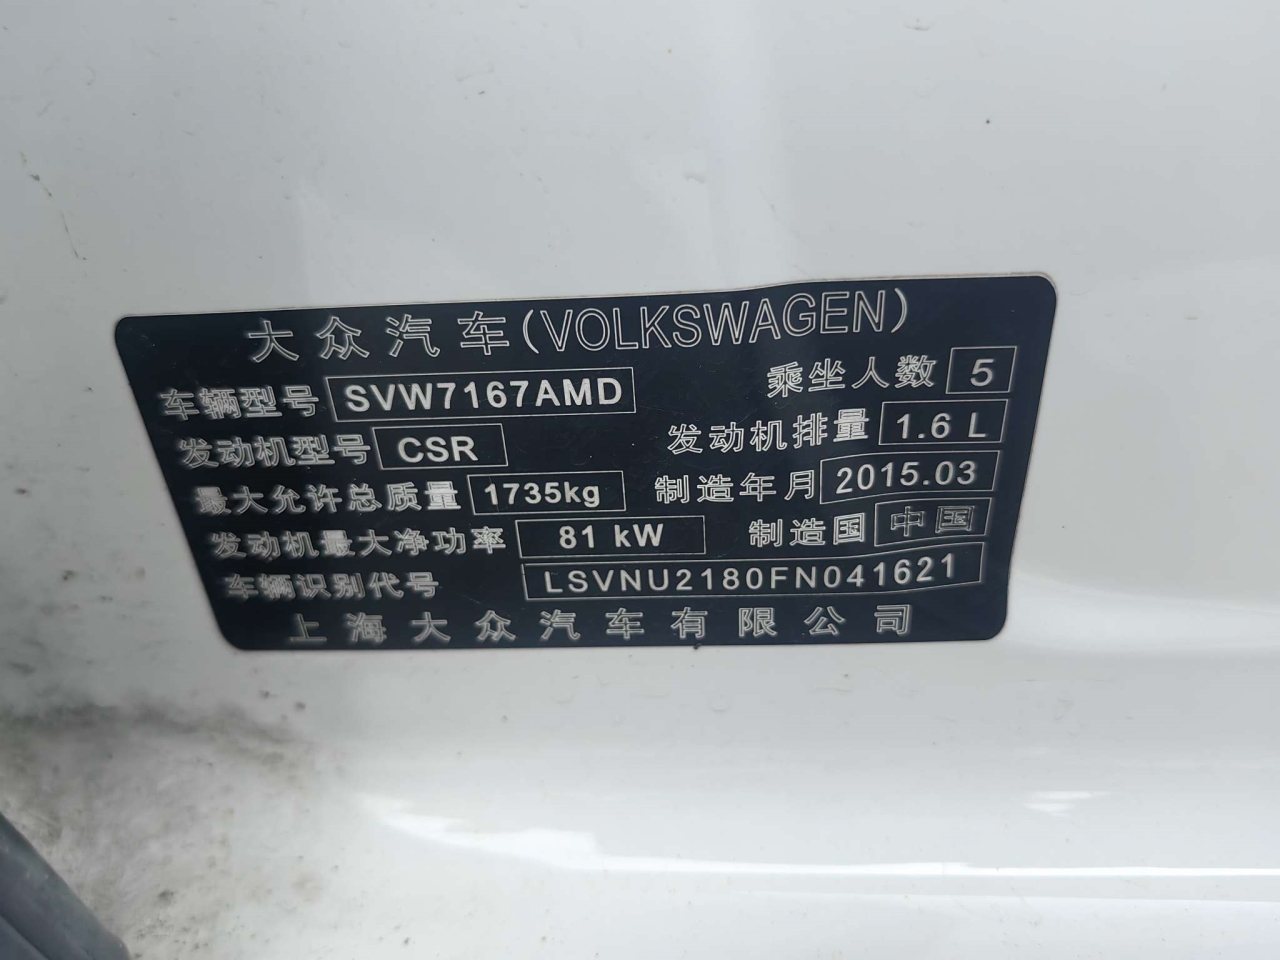 大众汽车(VOLKSWAGEN)
车辆型号 SVW7167AMD 乘坐人数 5
发动机型号 CSR 发动机排量 1.6 L
最大允许总质量 1735kg 制造年月 2015.03
发动机最大净功率 81 kW 制造国 中国
车辆识别代号 LSVNU2180FN041621
上海大众汽车有限公司